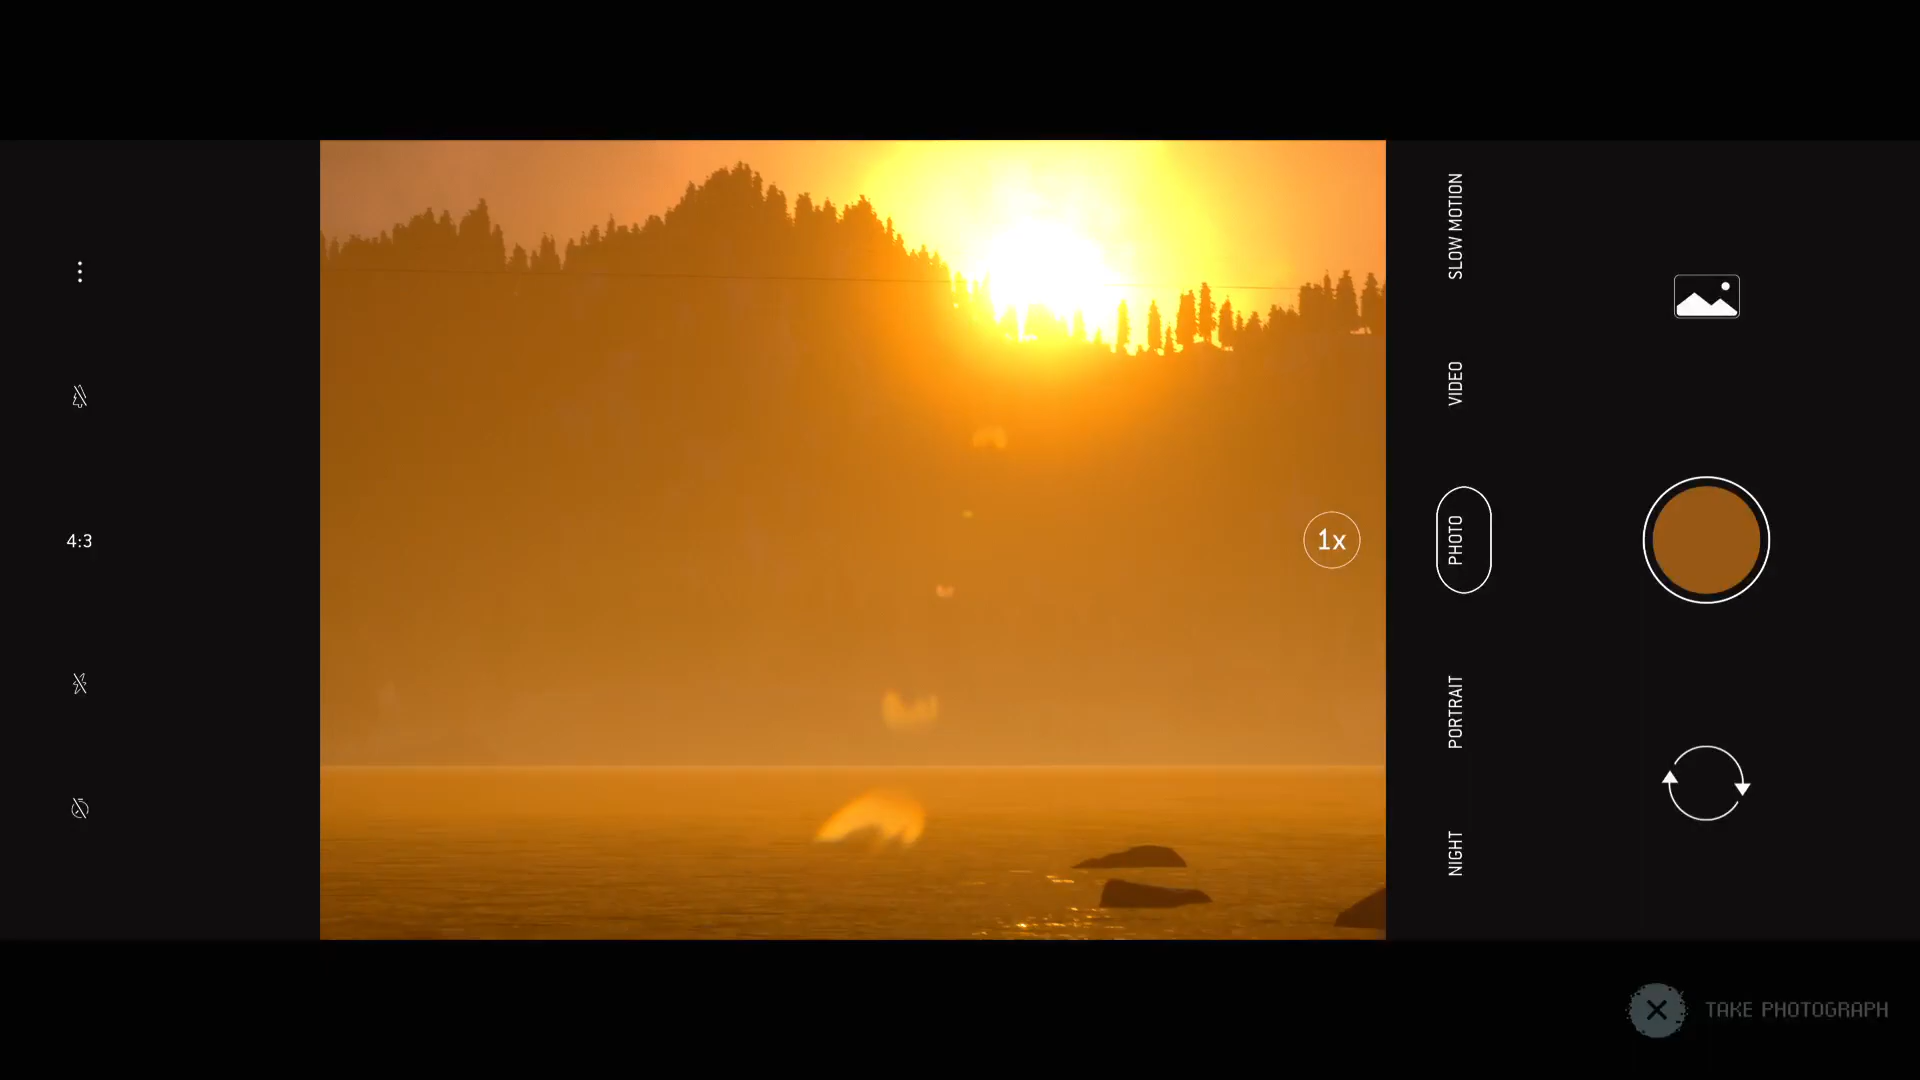 4:3
1x
SLOW MOTION
VIDEO
PHOTO
PORTRAIT
NIGHT
TAKE PHOTOGRAPH